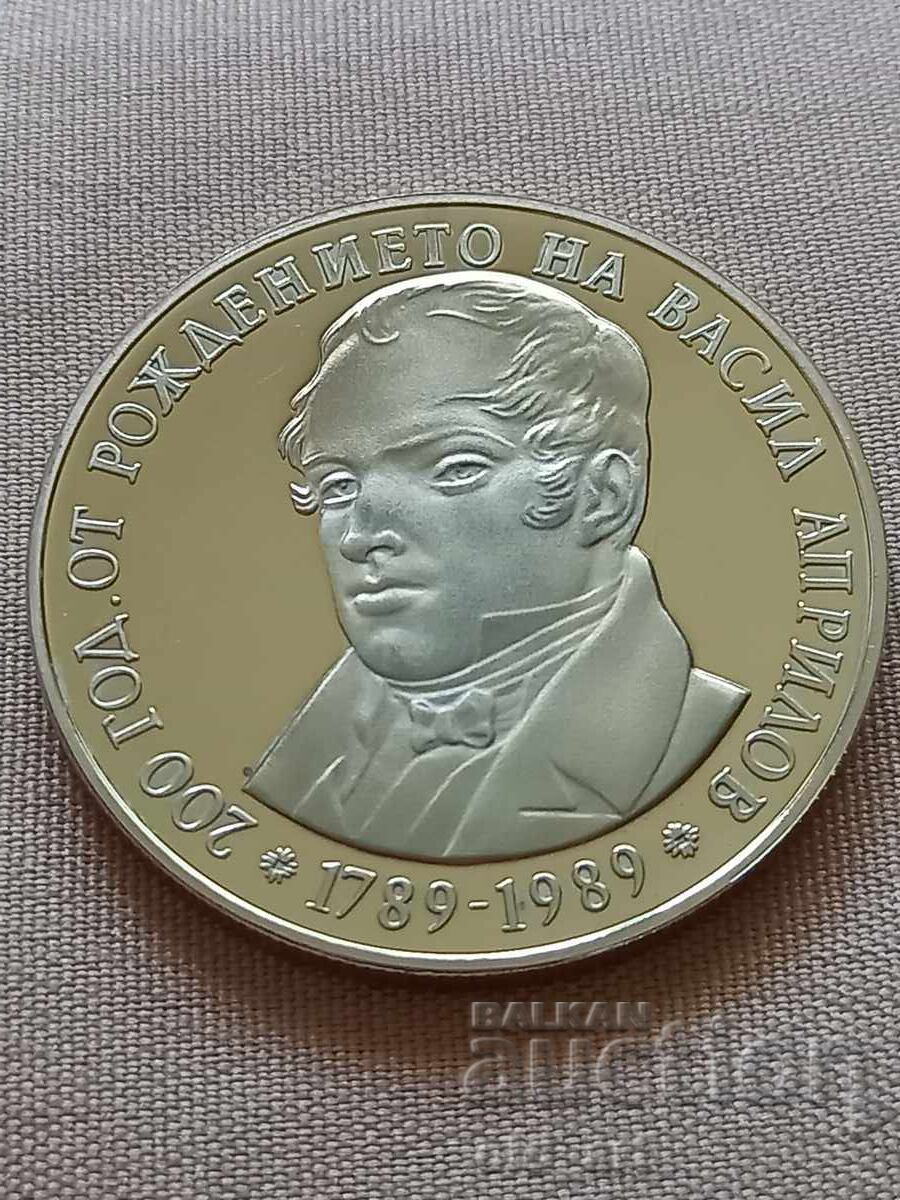 200 ГОД. ОТ РОЖДЕНИЕТО НА ВАСИЛ АПРИЛОВ
* 1789-1989 *
BALKAN
auction